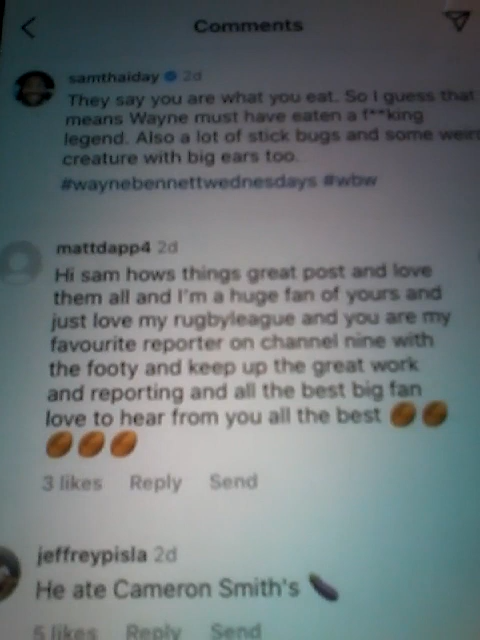 Comments
samthaiday 2d
They say you are what you eat. So I guess that
means Wayne must have eaten a f**king
legend. Also a lot of stick bugs and some weird
creature with big ears too.
#waynebennettwednesdays #wbw
mattdapp4 2d
Hi sam hows things great post and love
them all and I'm a huge fan of yours and
just love my rugbyleague and you are my
favourite reporter on channel nine with
the footy and keep up the great work
and reporting and all the best big fan
love to hear from you all the best 🏉🏉
🏉🏉🏉
3 likes Reply Send
jeffreypisla 2d
He ate Cameron Smith's 🍆
5 likes Reply Send